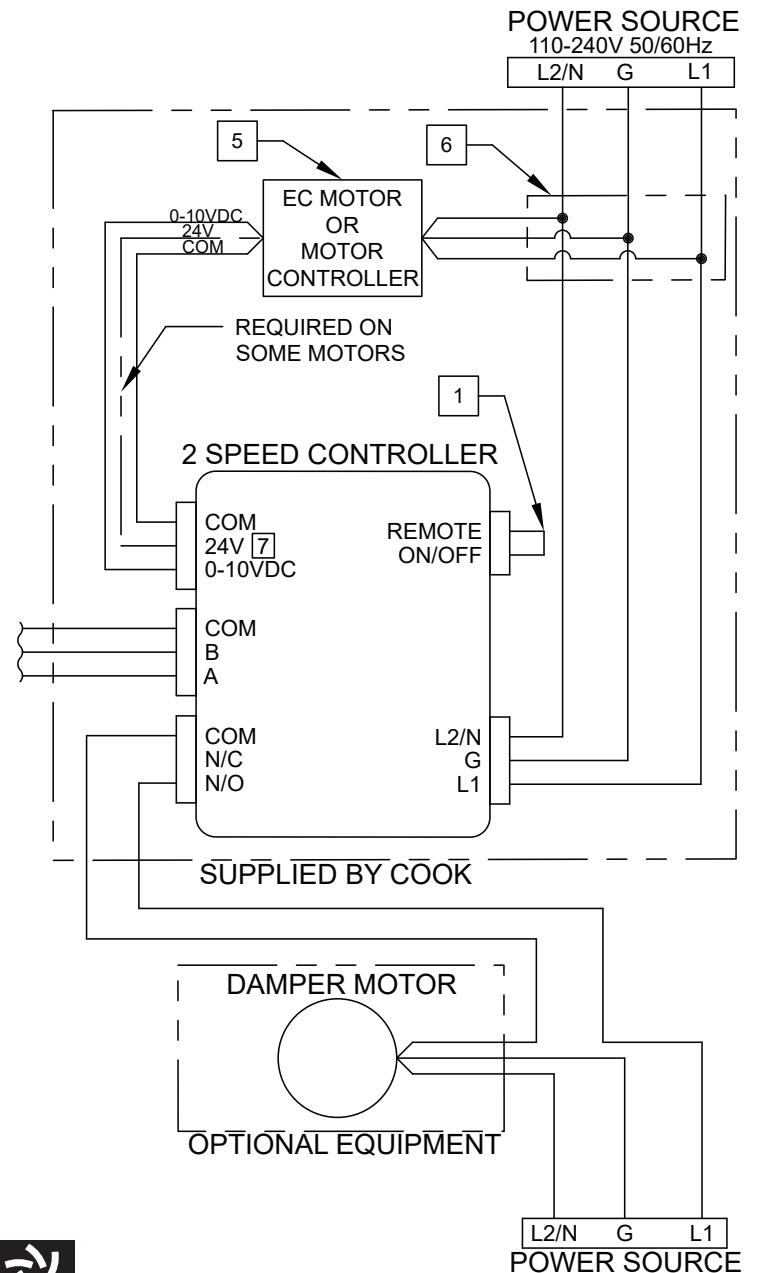 POWER SOURCE
110-240V 50/60Hz
L2/N G L1
5
6
EC MOTOR
OR
MOTOR
CONTROLLER
0-10VDC
24V
COM
REQUIRED ON
SOME MOTORS
1
2 SPEED CONTROLLER
COM
24V 7
0-10VDC
REMOTE
ON/OFF
COM
B
A
COM
N/C
N/O
L2/N
G
L1
SUPPLIED BY COOK
DAMPER MOTOR
OPTIONAL EQUIPMENT
L2/N G L1
POWER SOURCE